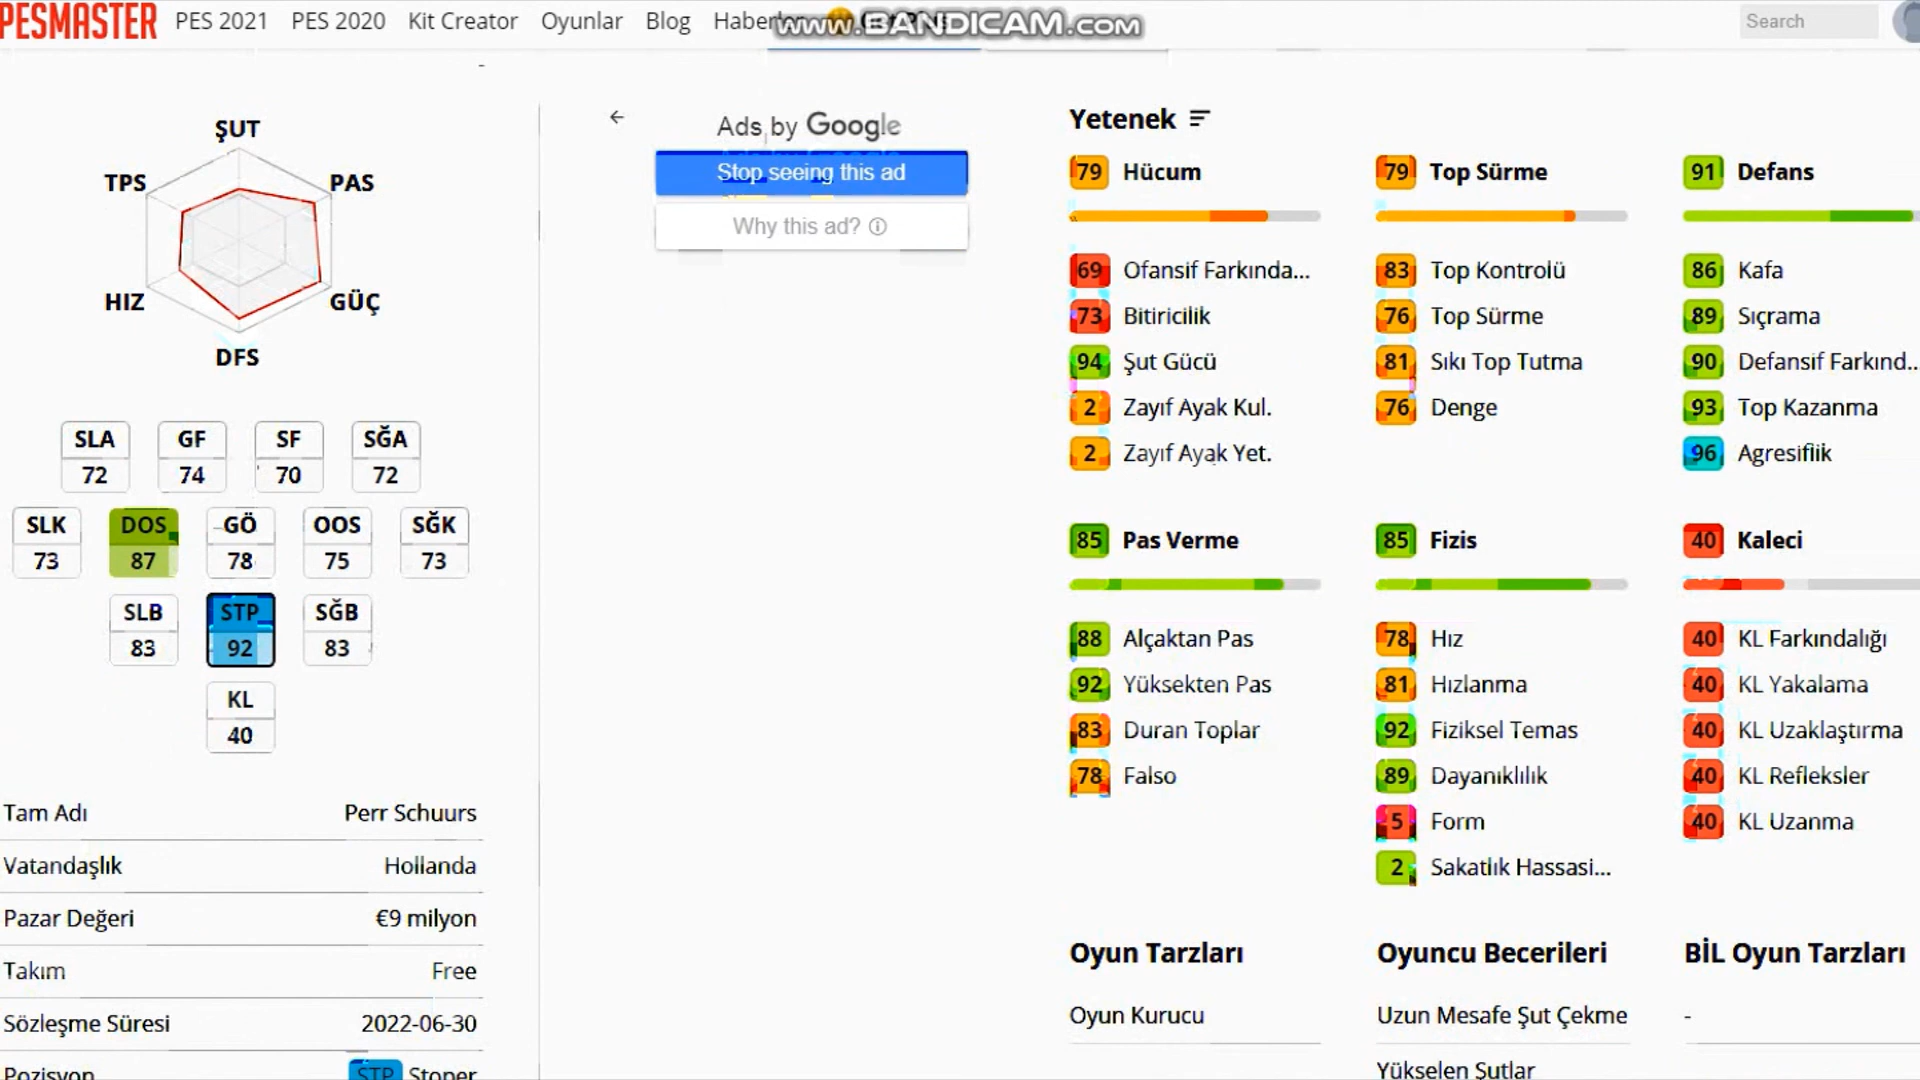 PESMASTER PES 2021 PES 2020 Kit Creator Oyunlar Blog Haberler
www.BANDICAM.com
Search
ŞUT
TPS
PAS
HIZ
GÜÇ
DFS
SLA GF SF SĞA
72 74 70 72
SLK DOS GÖ OOS SĞK
73 87 78 75 73
SLB STP SĞB
83 92 83
KL
40
Tam Adı Perr Schuurs
Vatandaşlık Hollanda
Pazar Değeri €9 milyon
Takım Free
Sözleşme Süresi 2022-06-30
Pozisyon STP Stoper
Ads by Google
Stop seeing this ad
Why this ad?
Yetenek
79 Hücum
69 Ofansif Farkında...
73 Bitiricilik
94 Şut Gücü
2 Zayıf Ayak Kul.
2 Zayıf Ayak Yet.
79 Top Sürme
83 Top Kontrolü
76 Top Sürme
81 Sıkı Top Tutma
76 Denge
91 Defans
86 Kafa
89 Sıçrama
90 Defansif Farkınd...
93 Top Kazanma
96 Agresiflik
85 Pas Verme
88 Alçaktan Pas
92 Yüksekten Pas
83 Duran Toplar
78 Falso
85 Fizis
78 Hız
81 Hızlanma
92 Fiziksel Temas
89 Dayanıklılık
5 Form
2 Sakatlık Hassasi...
40 Kaleci
40 KL Farkındalığı
40 KL Yakalama
40 KL Uzaklaştırma
40 KL Refleksler
40 KL Uzanma
Oyun Tarzları
Oyun Kurucu
Oyuncu Becerileri
Uzun Mesafe Şut Çekme
Yükselen Şutlar
BİL Oyun Tarzları
-